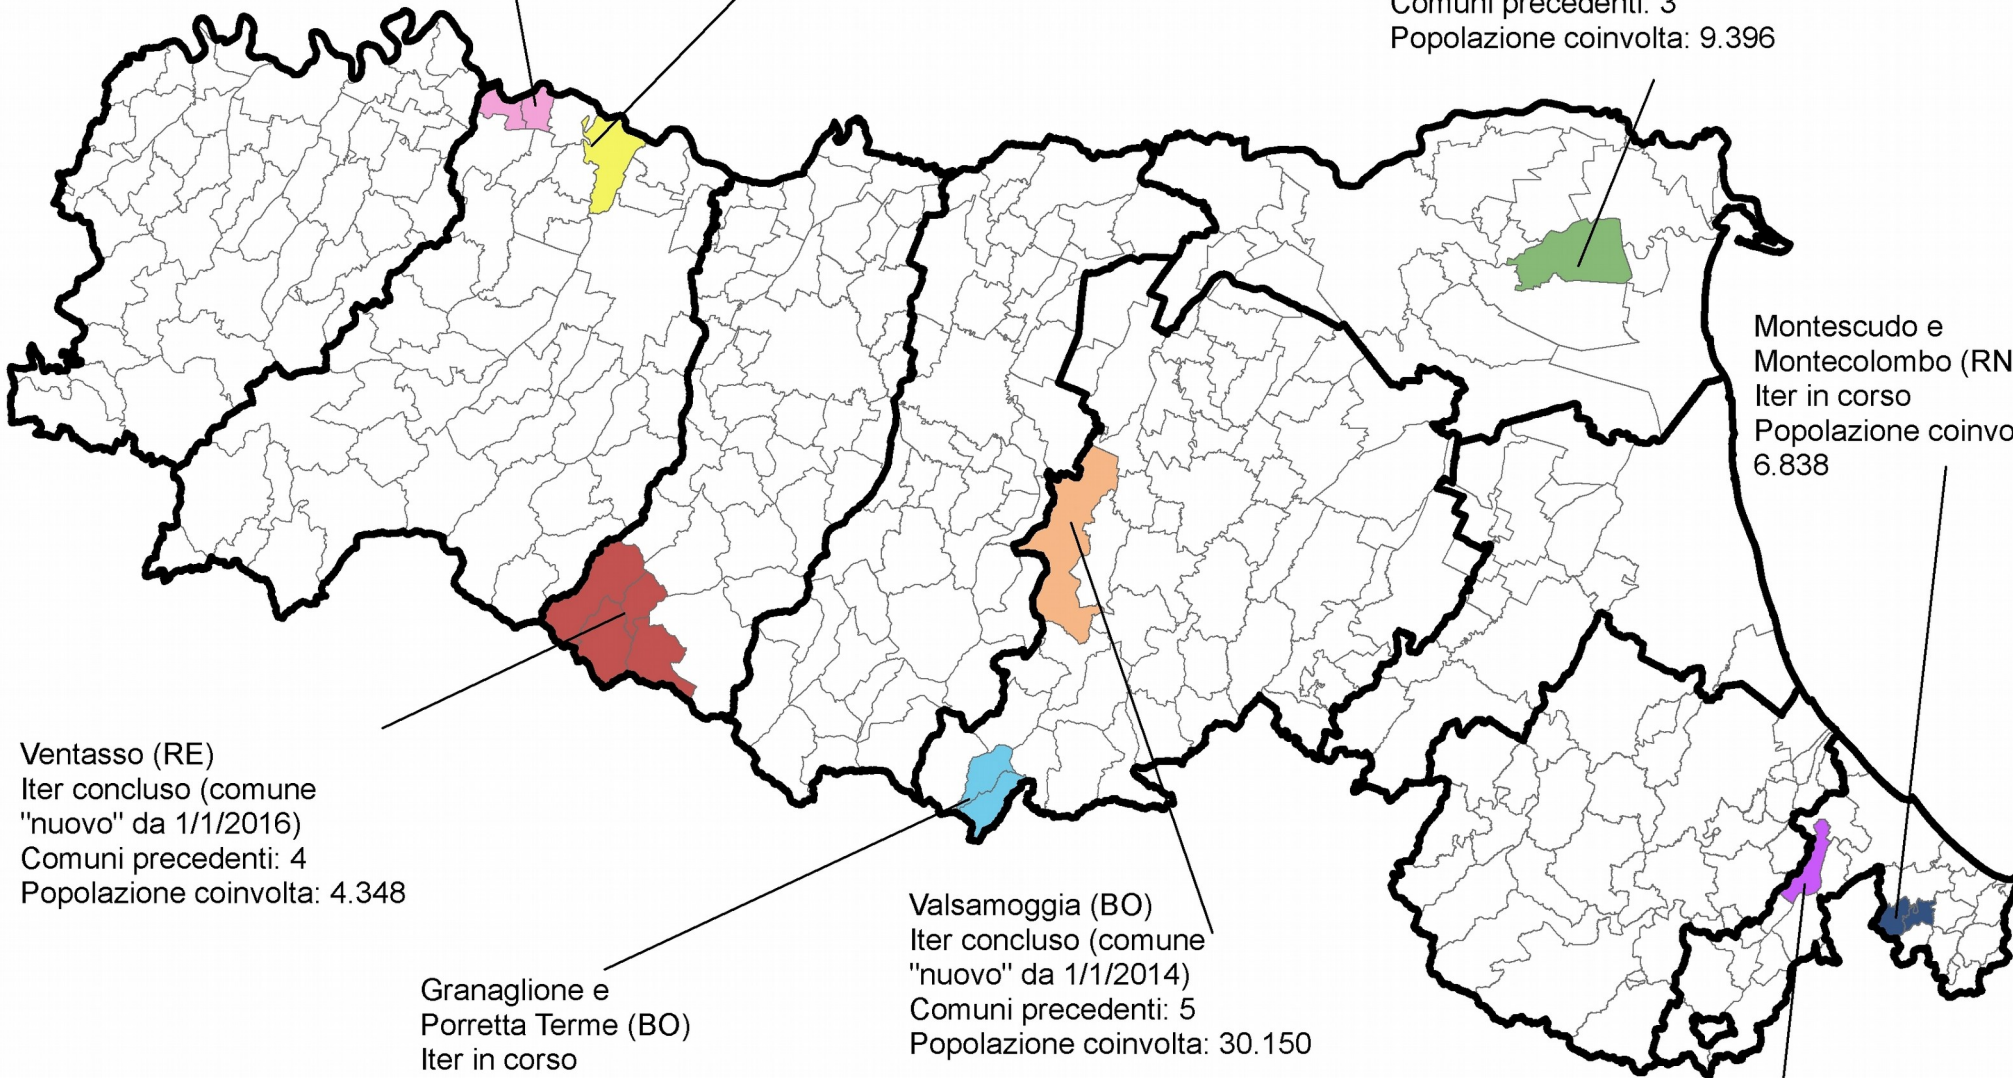 Comuni precedenti: 3
Popolazione coinvolta: 9.396
Montescudo e
Montecolombo (RN
Iter in corso
Popolazione coinvo
6.838
Ventasso (RE)
Iter concluso (comune
"nuovo" da 1/1/2016)
Comuni precedenti: 4
Popolazione coinvolta: 4.348
Valsamoggia (BO)
Iter concluso (comune
"nuovo" da 1/1/2014)
Comuni precedenti: 5
Popolazione coinvolta: 30.150
Granaglione e
Porretta Terme (BO)
Iter in corso